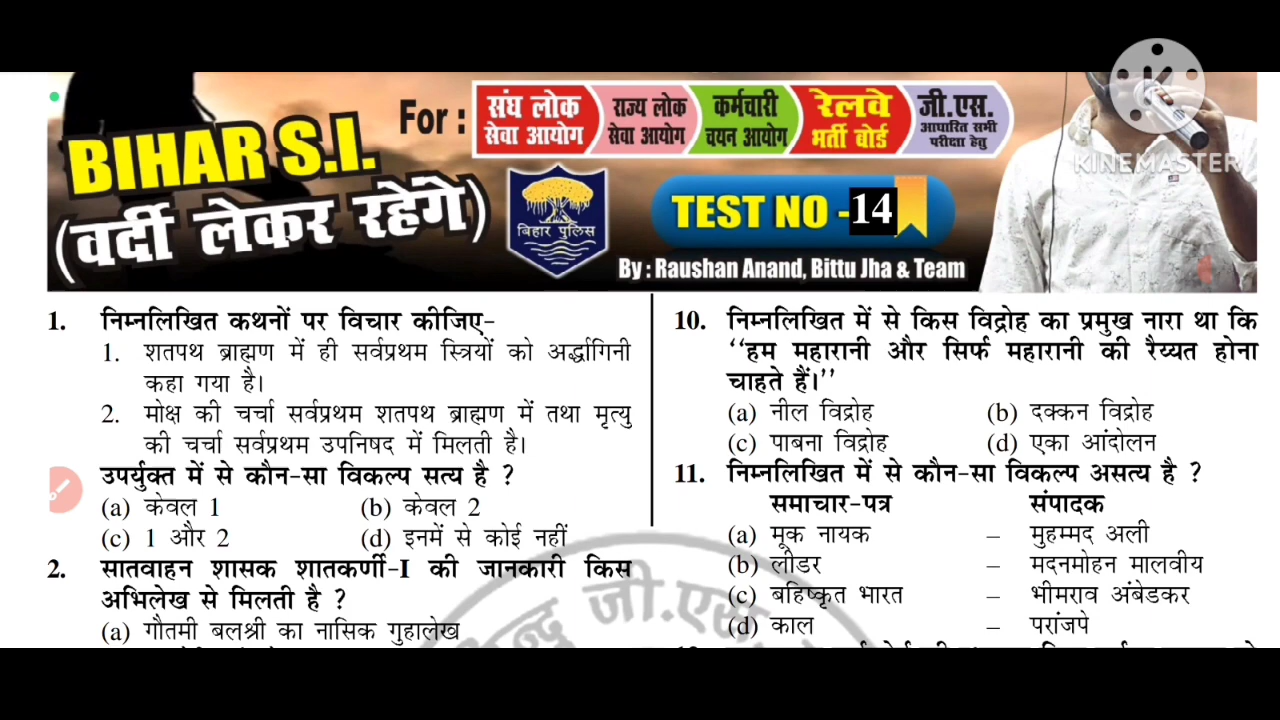 BIHAR S.I.
(वर्दी लेकर रहेंगे)
For :
संघ लोक
सेवा आयोग
राज्य लोक
सेवा आयोग
कर्मचारी
चयन आयोग
रेलवे
भर्ती बोर्ड
जी.एस.
आधारित सभी
परीक्षा हेतु
बिहार पुलिस
TEST NO -14
By : Raushan Anand, Bittu Jha & Team
K
KINEMASTER
1. निम्नलिखित कथनों पर विचार कीजिए-
1. शतपथ ब्राह्मण में ही सर्वप्रथम स्त्रियों को अर्द्धागिनी
कहा गया है।
2. मोक्ष की चर्चा सर्वप्रथम शतपथ ब्राह्मण में तथा मृत्यु
की चर्चा सर्वप्रथम उपनिषद में मिलती है।
उपर्युक्त में से कौन-सा विकल्प सत्य है ?
(a) केवल 1 (b) केवल 2
(c) 1 और 2 (d) इनमें से कोई नहीं
2. सातवाहन शासक शातकर्णी-I की जानकारी किस
अभिलेख से मिलती है ?
(a) गौतमी बलश्री का नासिक गुहालेख
10. निम्नलिखित में से किस विद्रोह का प्रमुख नारा था कि
‘‘हम महारानी और सिर्फ महारानी की रैय्यत होना
चाहते हैं।’’
(a) नील विद्रोह (b) दक्कन विद्रोह
(c) पाबना विद्रोह (d) एका आंदोलन
11. निम्नलिखित में से कौन-सा विकल्प असत्य है ?
समाचार-पत्र संपादक
(a) मूक नायक – मुहम्मद अली
(b) लीडर – मदनमोहन मालवीय
(c) बहिष्कृत भारत – भीमराव अंबेडकर
(d) काल – परांजपे
जी.एस.